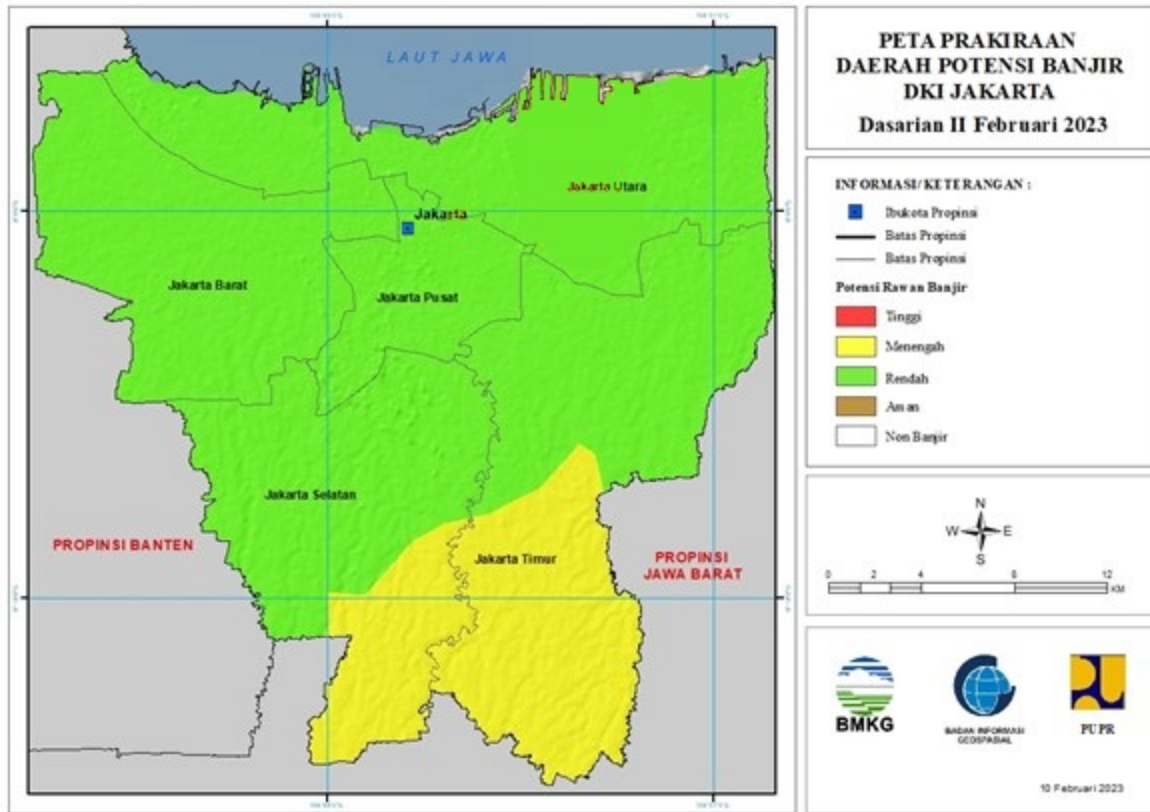 LAUT JAWA
Jakarta Utara
Jakarta
Jakarta Barat
Jakarta Pusat
Jakarta Selatan
Jakarta Timur
PROPINSI BANTEN
PROPINSI
JAWA BARAT
PETA PRAKIRAAN
DAERAH POTENSI BANJIR
DKI JAKARTA
Dasarian II Februari 2023
INFORMASI/KETERANGAN :
Ibukota Propinsi
Batas Propinsi
Batas Propinsi
Potensi Rawan Banjir
Tinggi
Menengah
Rendah
Aman
Non Banjir
N
W E
S
0 2 4 8 12
KM
BMKG
BADAN INFORMASI
GEOSPASIAL
PUPR
10 Februari 2023